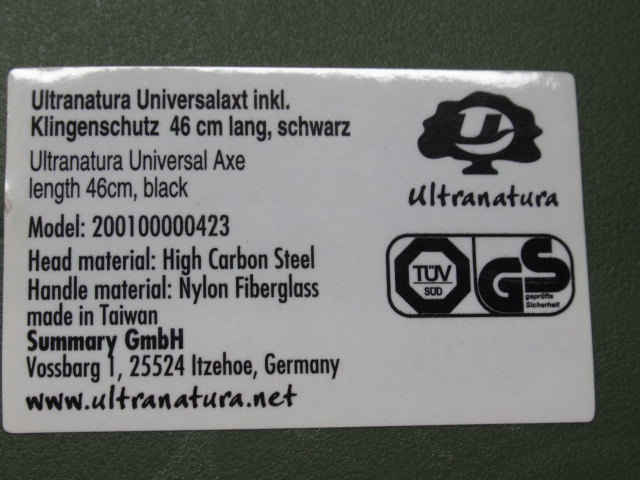 Ultranatura Universalaxt inkl.
Klingenschutz 46 cm lang, schwarz
Ultranatura Universal Axe
length 46cm, black
Model: 200100000423
Head material: High Carbon Steel
Handle material: Nylon Fiberglass
made in Taiwan
Summary GmbH
Vossbarg 1, 25524 Itzehoe, Germany
www.ultranatura.net
U
Ultranatura
TÜV
SÜD
GS
geprüfte
Sicherheit